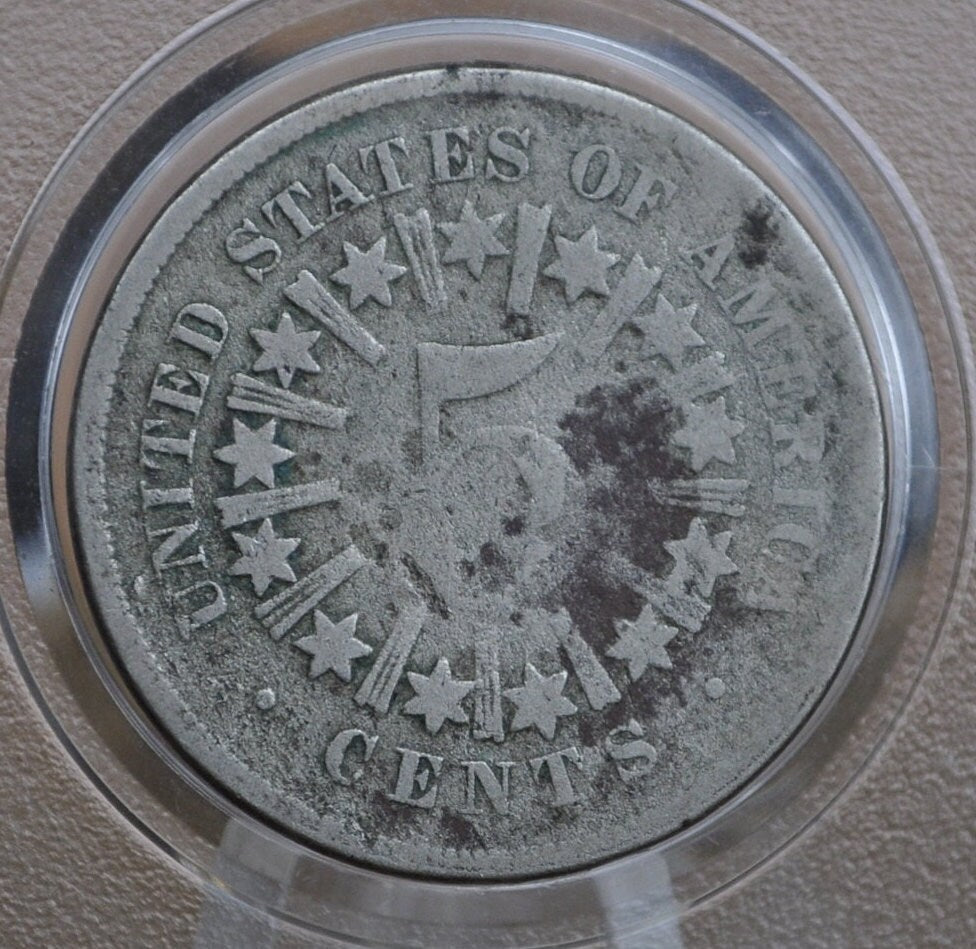 UNITED STATES OF AMERICA
5
CENTS